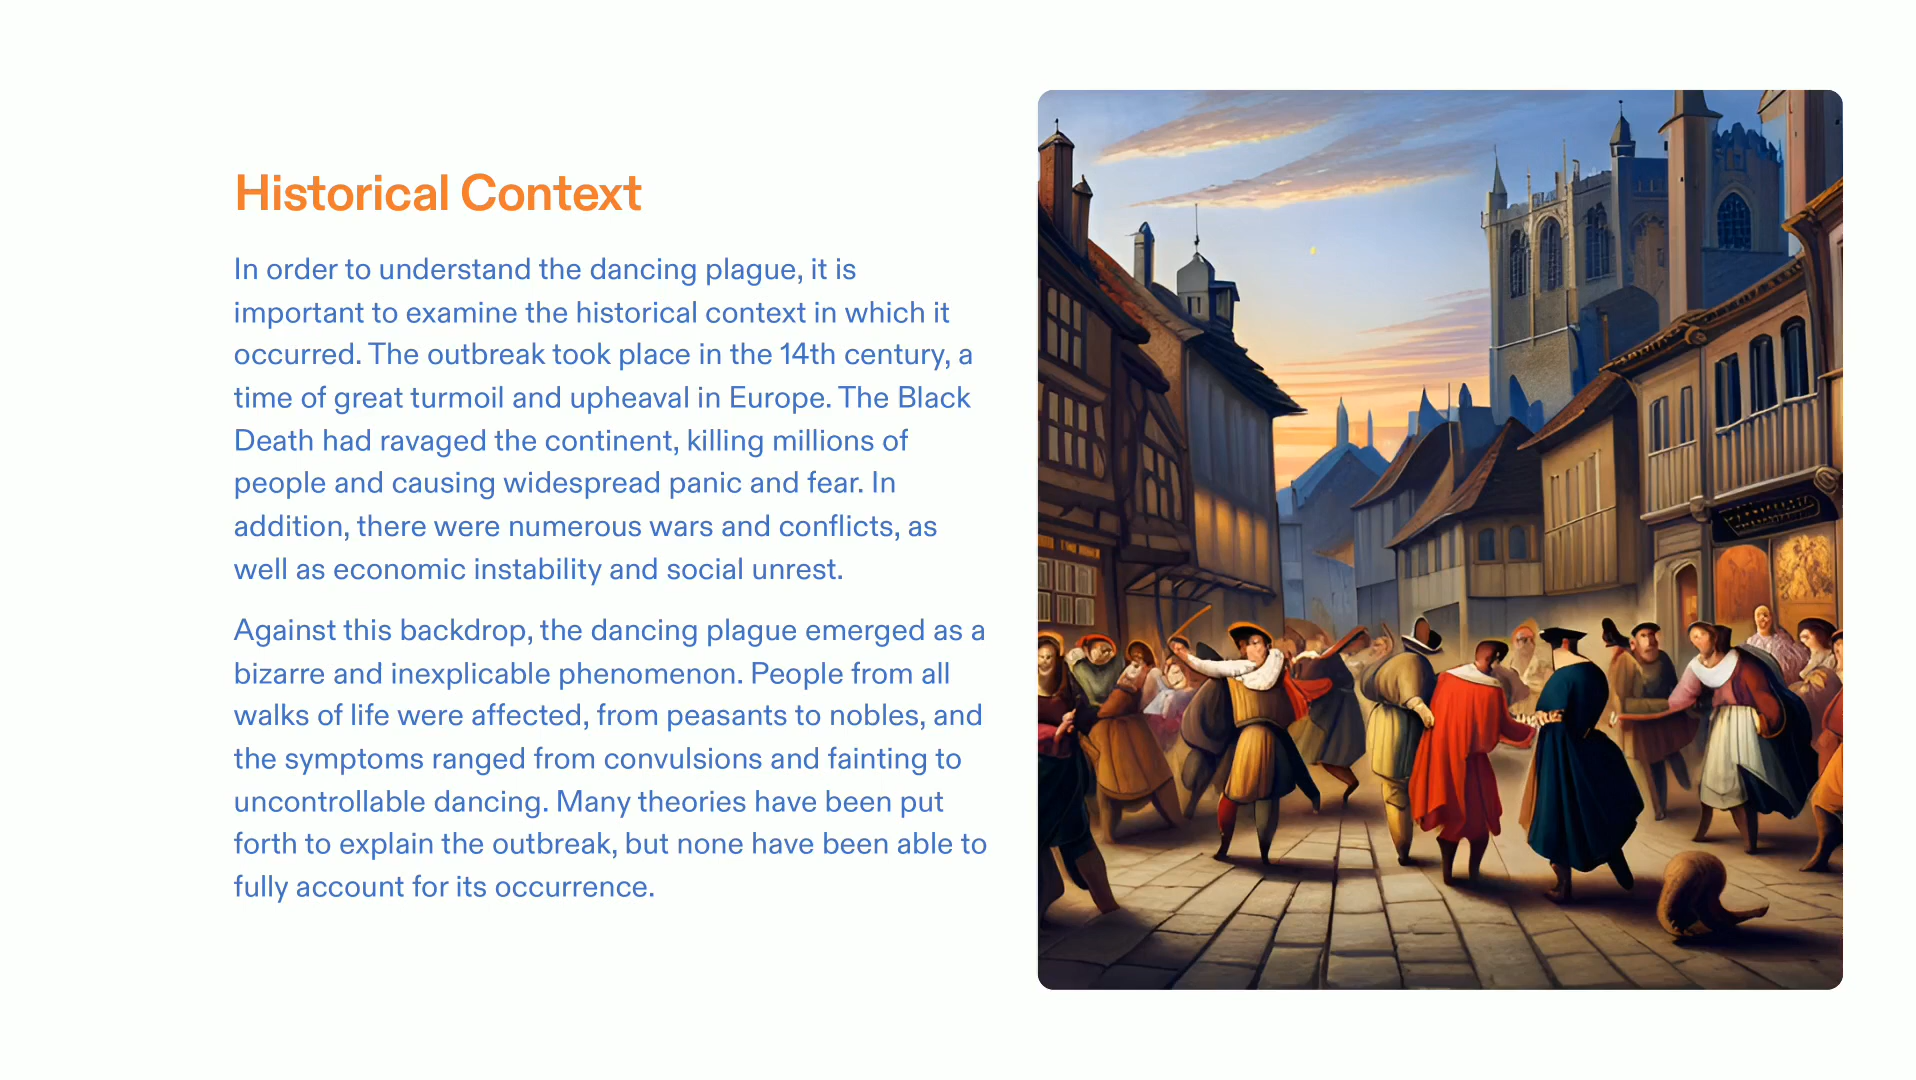 Historical Context
In order to understand the dancing plague, it is
important to examine the historical context in which it
occurred. The outbreak took place in the 14th century, a
time of great turmoil and upheaval in Europe. The Black
Death had ravaged the continent, killing millions of
people and causing widespread panic and fear. In
addition, there were numerous wars and conflicts, as
well as economic instability and social unrest.
Against this backdrop, the dancing plague emerged as a
bizarre and inexplicable phenomenon. People from all
walks of life were affected, from peasants to nobles, and
the symptoms ranged from convulsions and fainting to
uncontrollable dancing. Many theories have been put
forth to explain the outbreak, but none have been able to
fully account for its occurrence.